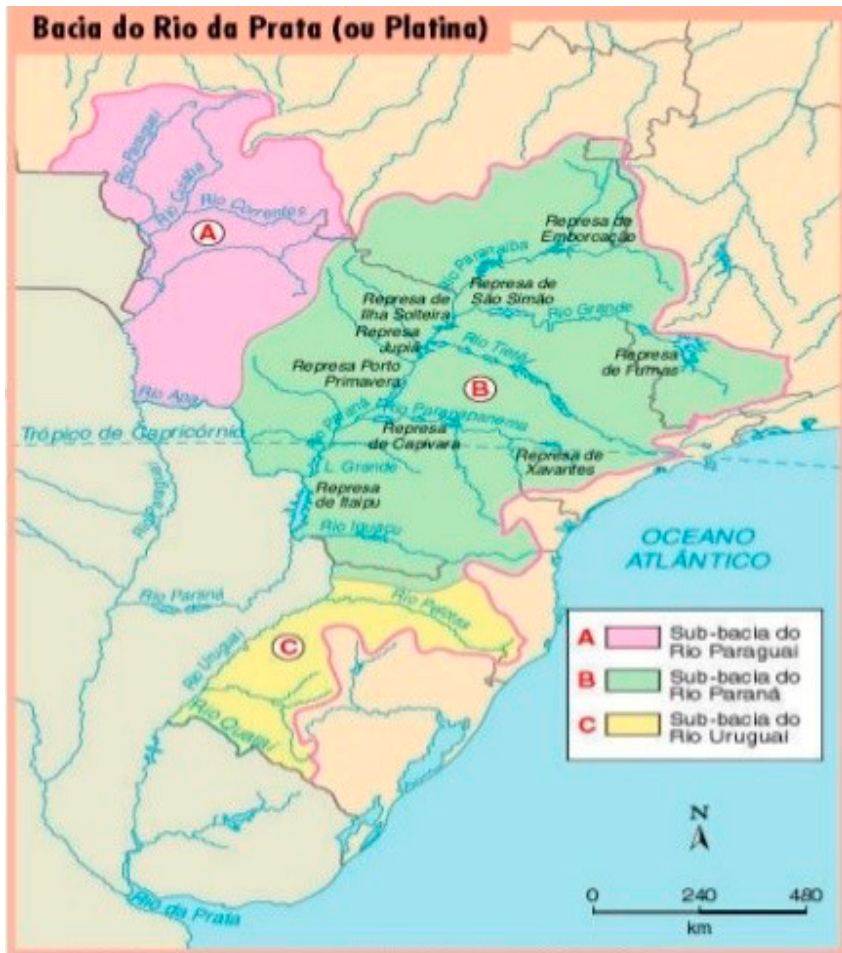 Bacia do Rio da Prata (ou Platina)
Rio Paraguai
Rio Cuiaba
Rio Correntes
A
Represa de
Emborcação
Rio Paranaíba
Represa de
São Simão
Represa de
Ilha Solteira
Rio Grande
Represa
Jupiá
Rio Tietê
Represa
de Furnas
Represa Porto
Primavera
B
Rio Apa
Rio Paraná
Rio Paranapanema
Trópico de Capricórnio
Represa
de Capivara
Represa de
Xavantes
L. Grande
Rio Paraguai
Represa
de Itaipu
Rio Iguaçu
OCEANO
ATLÂNTICO
Rio Paraná
Rio Pelotas
Rio Uruguai
C
Rio
A Sub-bacia do
Rio Paraguai
B Sub-bacia do
Rio Paraná
C Sub-bacia do
Rio Uruguai
N
0 240 480
km
Rio da Prata